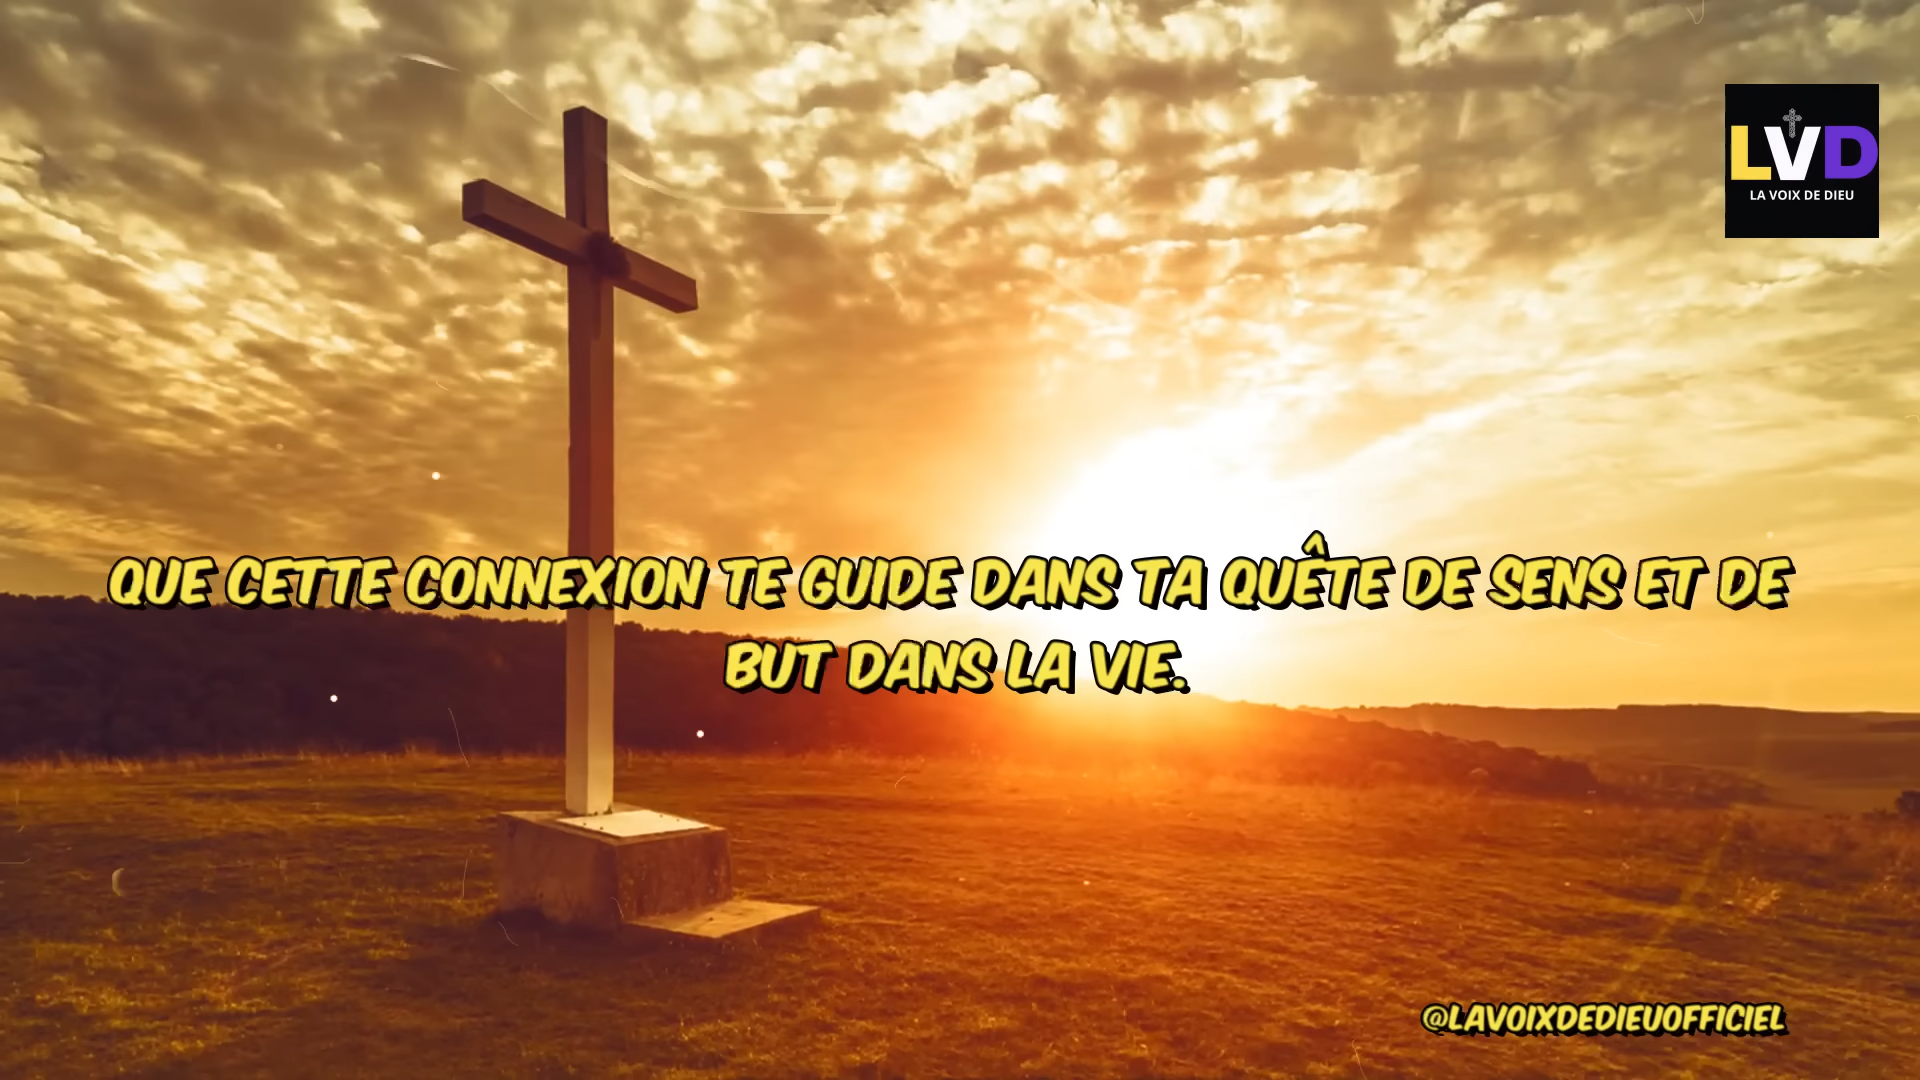 LVD
LA VOIX DE DIEU
QUE CETTE CONNEXION TE GUIDE DANS TA QUÊTE DE SENS ET DE
BUT DANS LA VIE.
@LAVOIXDEDIEUOFFICIEL